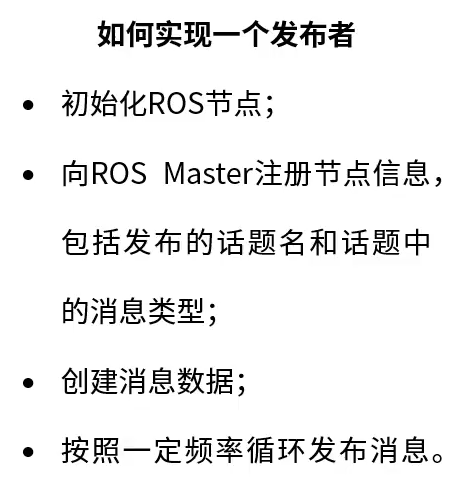 如何实现一个发布者
• 初始化ROS节点；
• 向ROS Master注册节点信息，
包括发布的话题名和话题中
的消息类型；
• 创建消息数据；
• 按照一定频率循环发布消息。